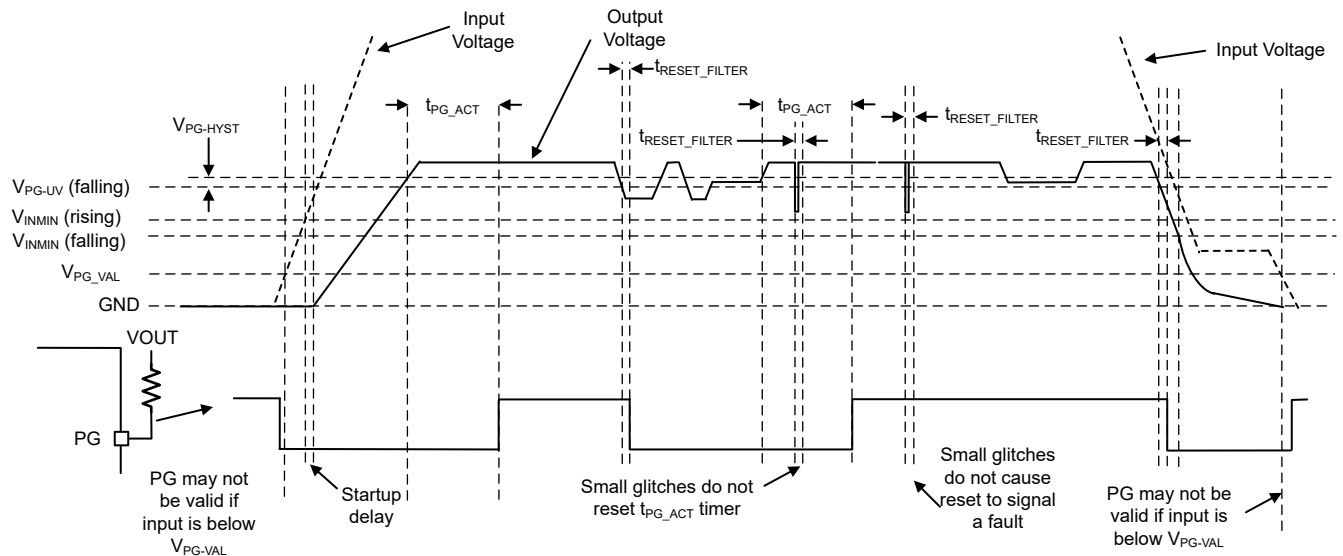 Input
Voltage
Output
Voltage
Input Voltage
tRESET_FILTER
tPG_ACT
tPG_ACT
tRESET_FILTER
tRESET_FILTER
tRESET_FILTER
VPG-HYST
VPG-UV (falling)
VINMIN (rising)
VINMIN (falling)
VPG_VAL
GND
VOUT
PG
PG may not
be valid if
input is below
VPG-VAL
Startup
delay
Small glitches do not
reset tPG_ACT timer
Small glitches
do not cause
reset to signal
a fault
PG may not be
valid if input is
below VPG-VAL